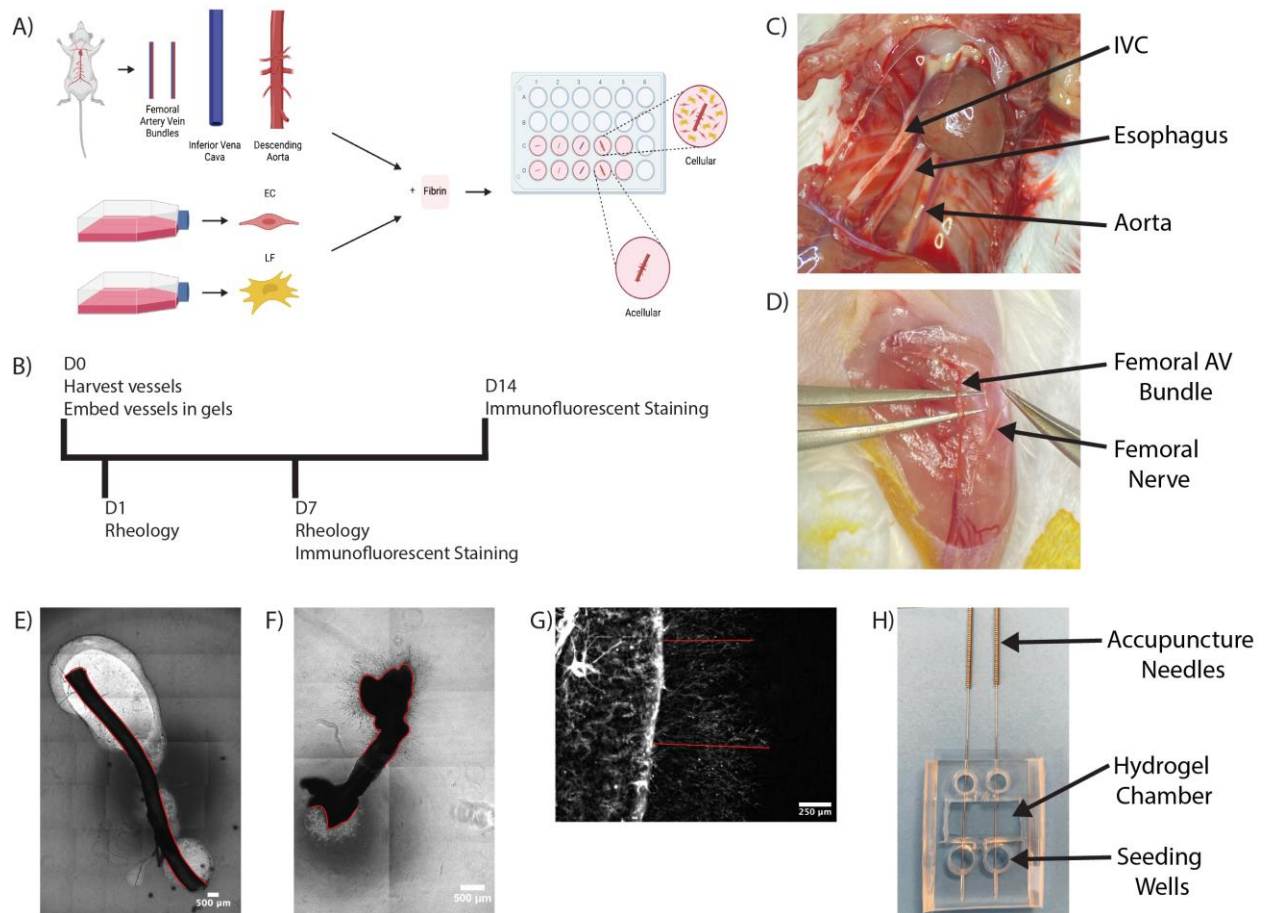 A)
Femoral
Artery Vein
Bundles
Inferior Vena
Cava
Descending
Aorta
EC
LF
+ Fibrin
1 2 3 4 5 6
A
B
C
D
Cellular
Acellular
B)
D0
Harvest vessels
Embed vessels in gels
D14
Immunofluorescent Staining
D1
Rheology
D7
Rheology
Immunofluorescent Staining
C)
IVC
Esophagus
Aorta
D)
Femoral AV
Bundle
Femoral
Nerve
E)
500 µm
F)
500 µm
G)
250 µm
H)
Accupuncture
Needles
Hydrogel
Chamber
Seeding
Wells